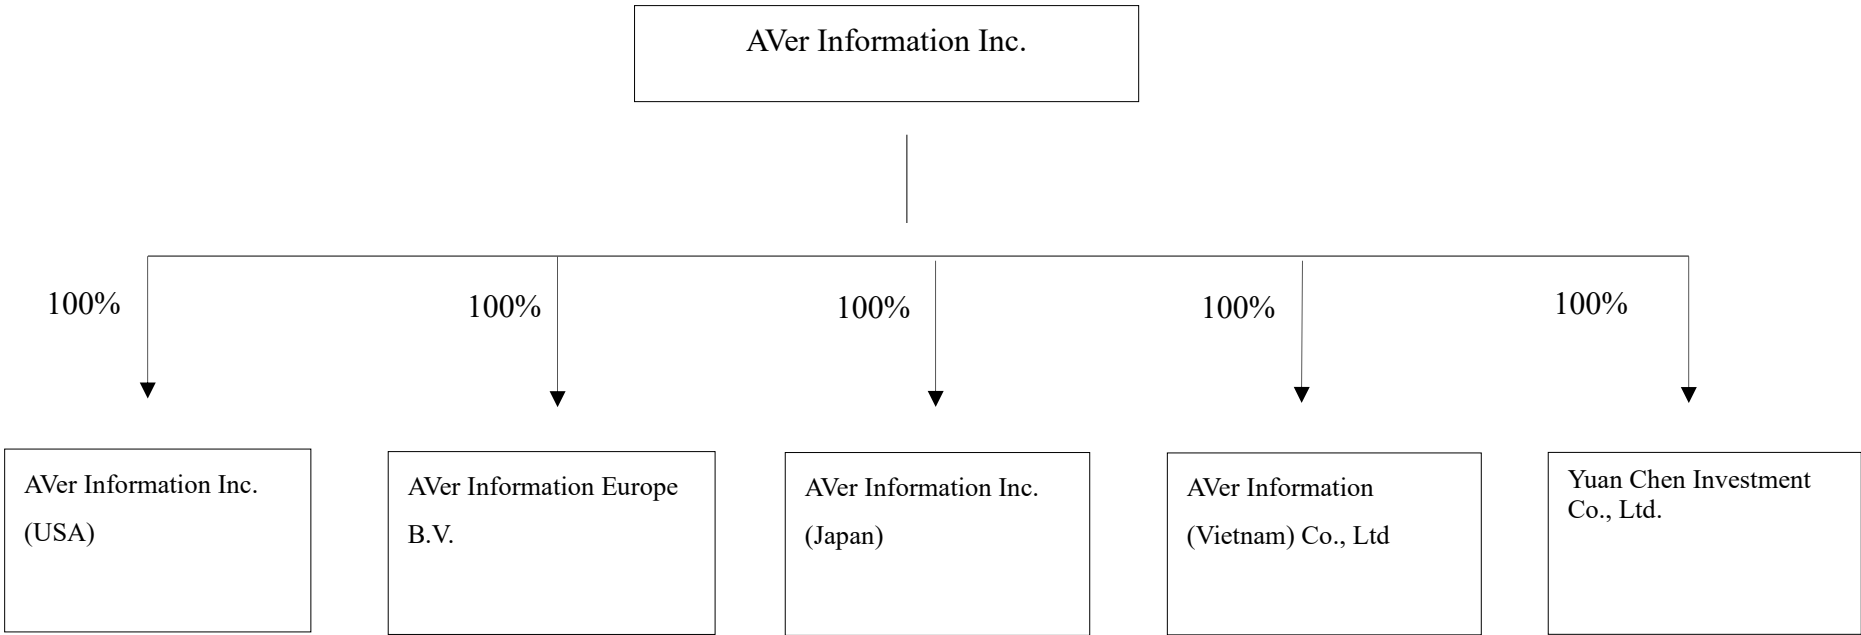 AVer Information Inc.
100%
100%
100%
100%
100%
AVer Information Inc.
(USA)
AVer Information Europe
B.V.
AVer Information Inc.
(Japan)
AVer Information
(Vietnam) Co., Ltd
Yuan Chen Investment
Co., Ltd.